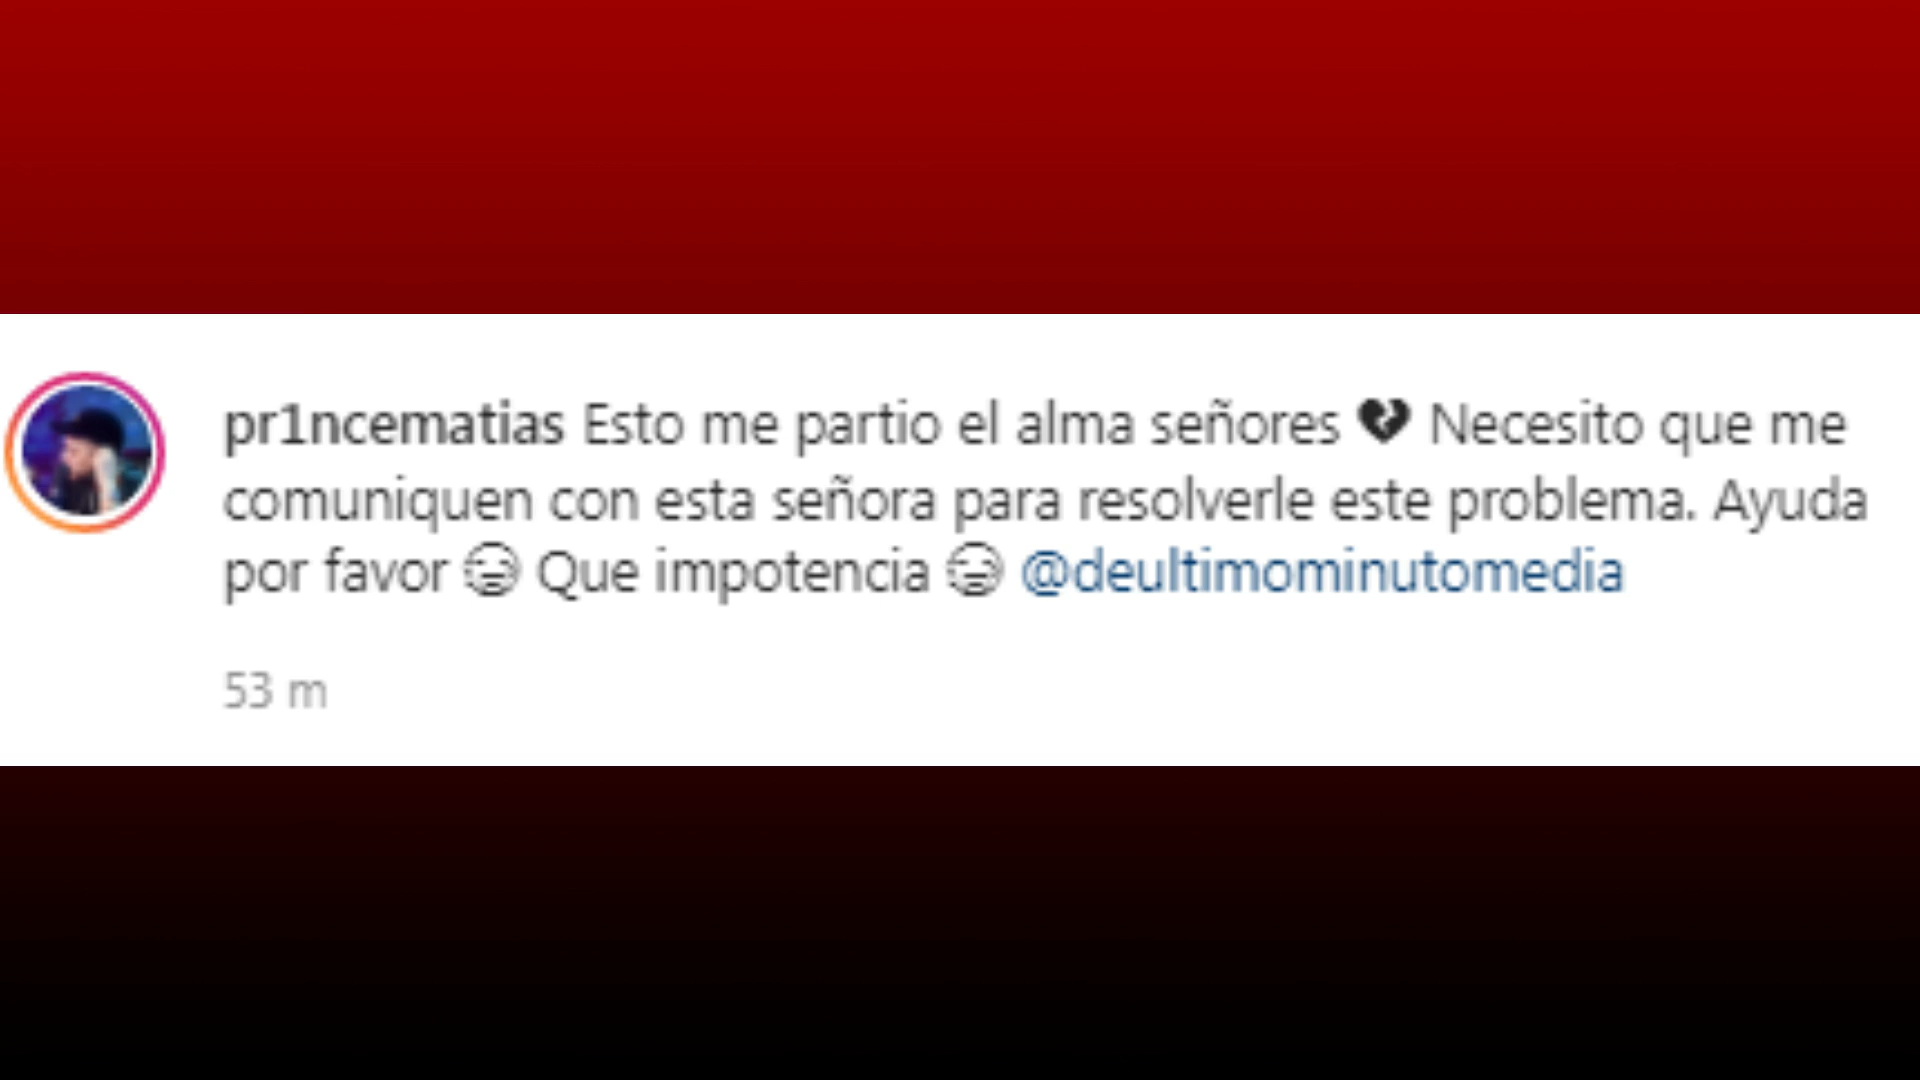 pr1ncematias Esto me partio el alma señores 💔 Necesito que me
comuniquen con esta señora para resolverle este problema. Ayuda
por favor 😓 Que impotencia 😓 @deultimominutomedia
53 m